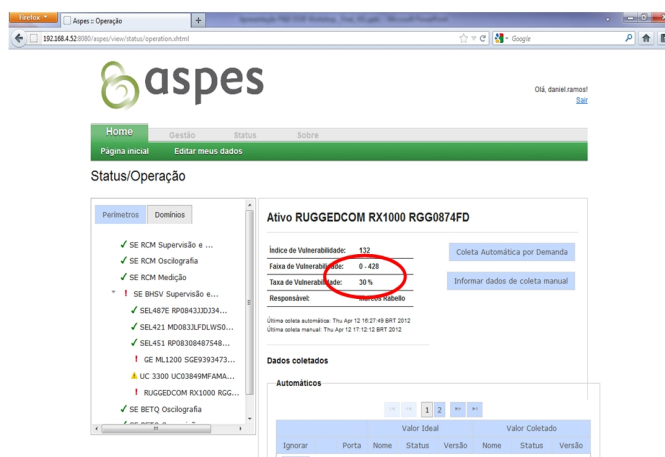 Firefox
Aspes :: Operação
192.168.4.52:8080/aspes/view/status/operation.xhtml
Google
aspes
Olá, daniel.ramos!
Sair
Home Gestão Status Sobre
Página inicial Editar meus dados
Status/Operação
Perímetros Domínios
SE RCM Supervisão e ...
SE RCM Oscilografia
SE RCM Medição
SE BHSV Supervisão e...
SEL487E RP0843JJDJ34...
SEL421 MD083JLFDLWS0...
SEL451 RP08308487548...
GE ML1200 SGE9393473...
UC 3300 UC03849MFAMA...
RUGGEDCOM RX1000 RGG...
SE BETQ Oscilografia
Ativo RUGGEDCOM RX1000 RGG0874FD
Índice de Vulnerabilidade: 132
Faixa de Vulnerabilidade: 0 - 428
Taxa de Vulnerabilidade: 30 %
Responsável: Marcos Rabello
Última coleta automática: Thu Apr 12 16:27:49 BRT 2012
Última coleta manual: Thu Apr 12 17:12:12 BRT 2012
Coleta Automática por Demanda
Informar dados de coleta manual
Dados coletados
Automáticos
1 2
Valor Ideal Valor Coletado
Ignorar Porta Nome Status Versão Nome Status Versão